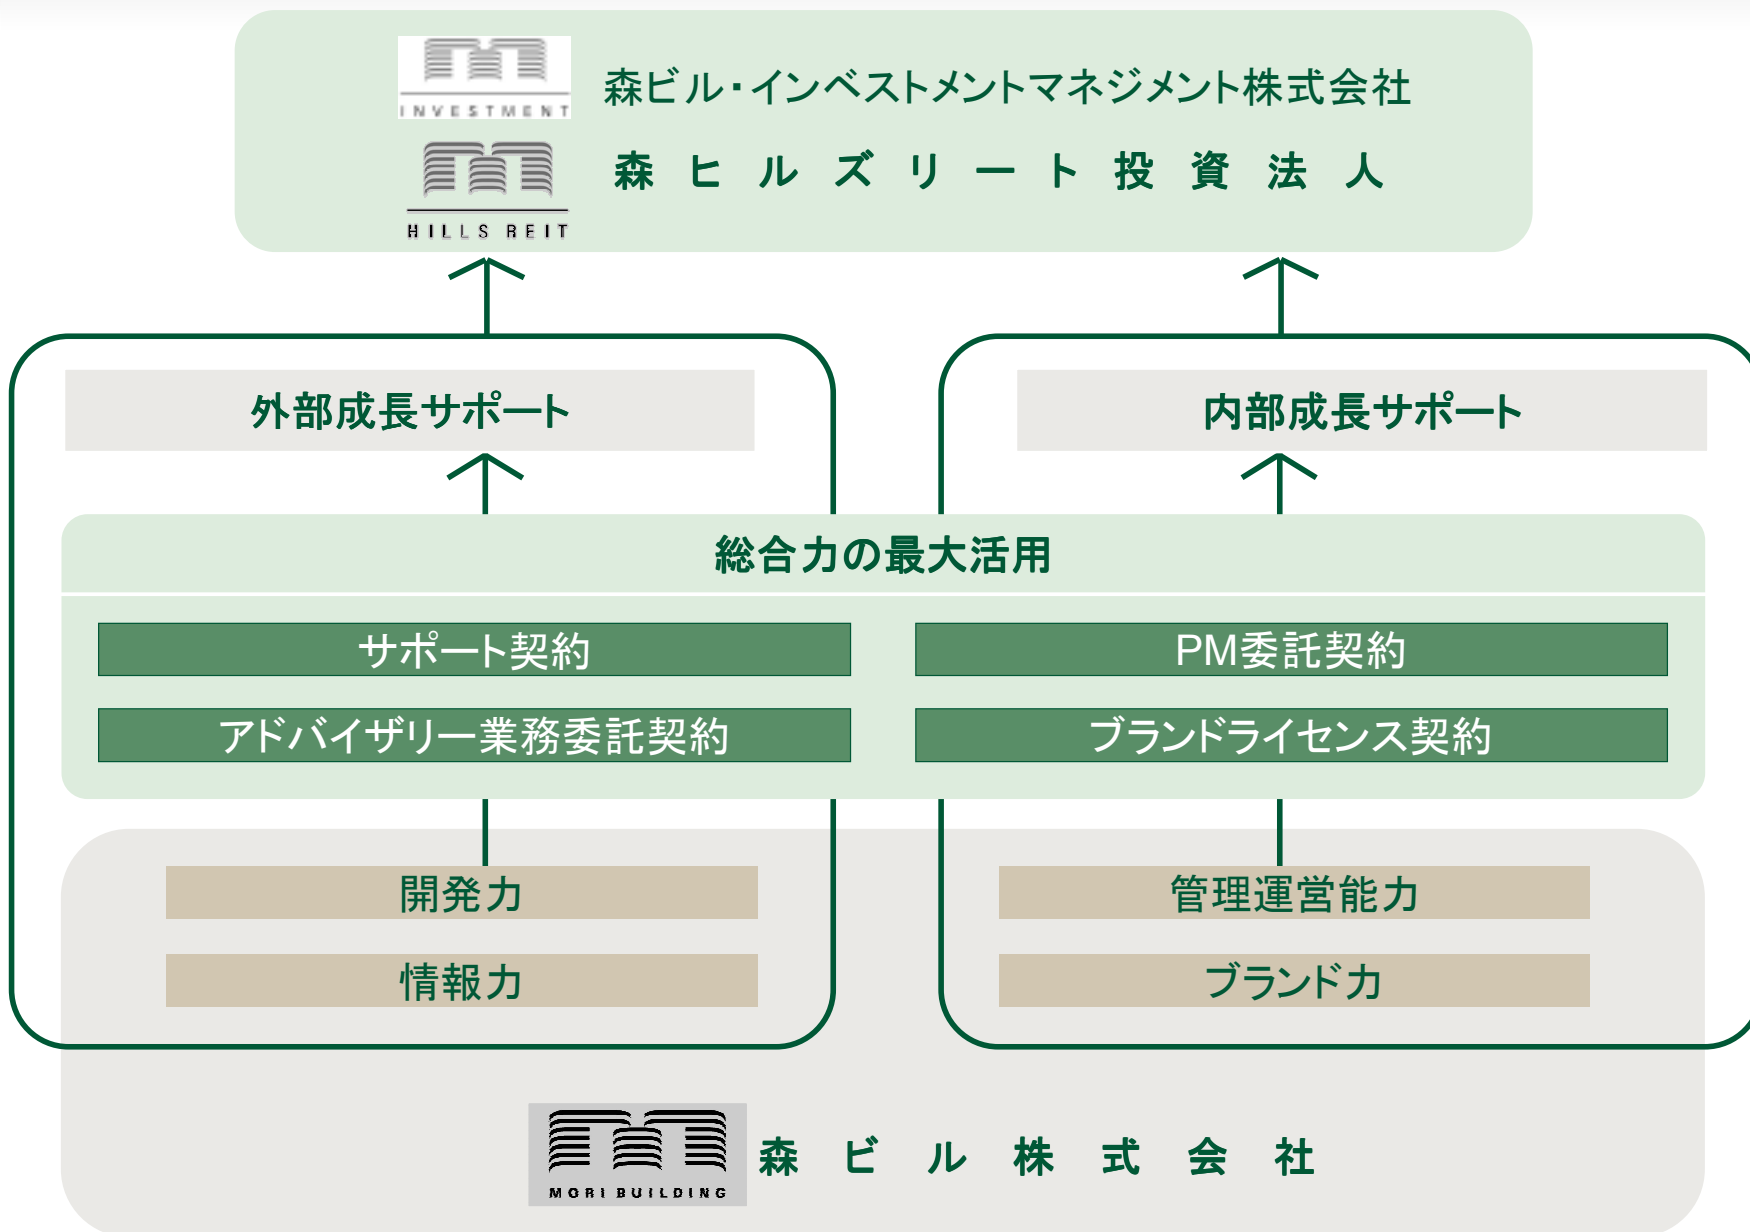 INVESTMENT
森ビル・インベストメントマネジメント株式会社
HILLS REIT
森ヒルズリート投資法人
外部成長サポート
内部成長サポート
総合力の最大活用
サポート契約
PM委託契約
アドバイザリー業務委託契約
ブランドライセンス契約
開発力
管理運営能力
情報力
ブランド力
MORI BUILDING
森ビル株式会社